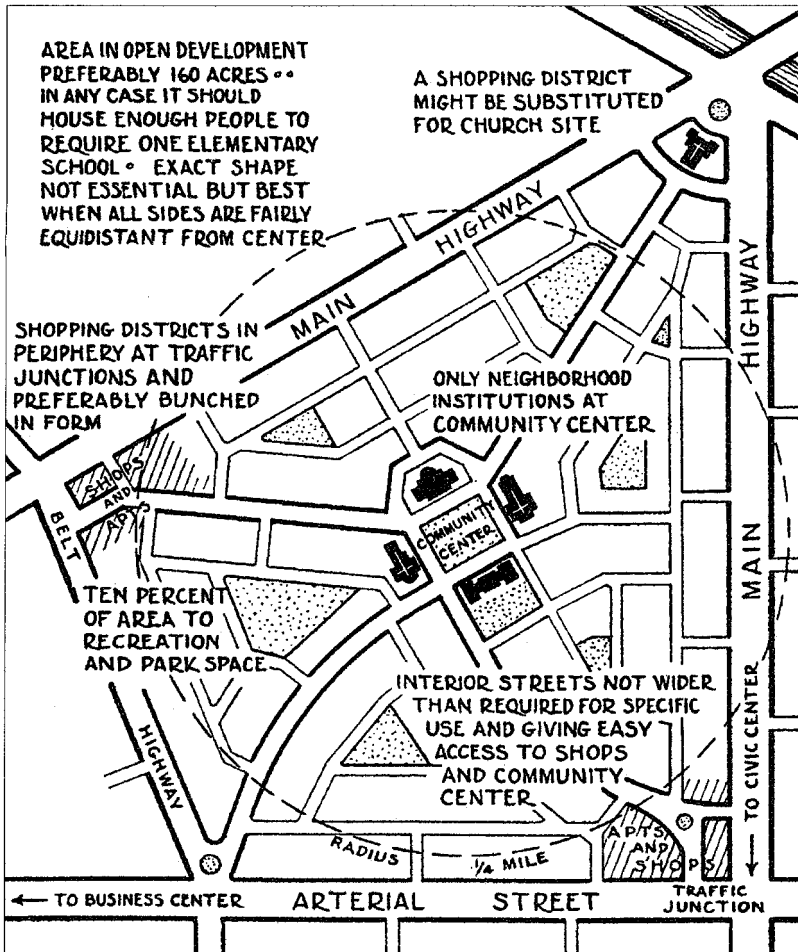 AREA IN OPEN DEVELOPMENT
PREFERABLY 160 ACRES ••
IN ANY CASE IT SHOULD
HOUSE ENOUGH PEOPLE TO
REQUIRE ONE ELEMENTARY
SCHOOL • EXACT SHAPE
NOT ESSENTIAL BUT BEST
WHEN ALL SIDES ARE FAIRLY
EQUIDISTANT FROM CENTER
A SHOPPING DISTRICT
MIGHT BE SUBSTITUTED
FOR CHURCH SITE
MAIN HIGHWAY
MAIN HIGHWAY
SHOPPING DISTRICTS IN
PERIPHERY AT TRAFFIC
JUNCTIONS AND
PREFERABLY BUNCHED
IN FORM
ONLY NEIGHBORHOOD
INSTITUTIONS AT
COMMUNITY CENTER
SHOPS
AND
APTS
COMMUNITY
CENTER
BELT HIGHWAY
TEN PERCENT
OF AREA TO
RECREATION
AND PARK SPACE
INTERIOR STREETS NOT WIDER
THAN REQUIRED FOR SPECIFIC
USE AND GIVING EASY
ACCESS TO SHOPS
AND COMMUNITY
CENTER
TO CIVIC CENTER
APTS
AND
SHOPS
RADIUS 1/4 MILE
TO BUSINESS CENTER
ARTERIAL STREET
TRAFFIC
JUNCTION